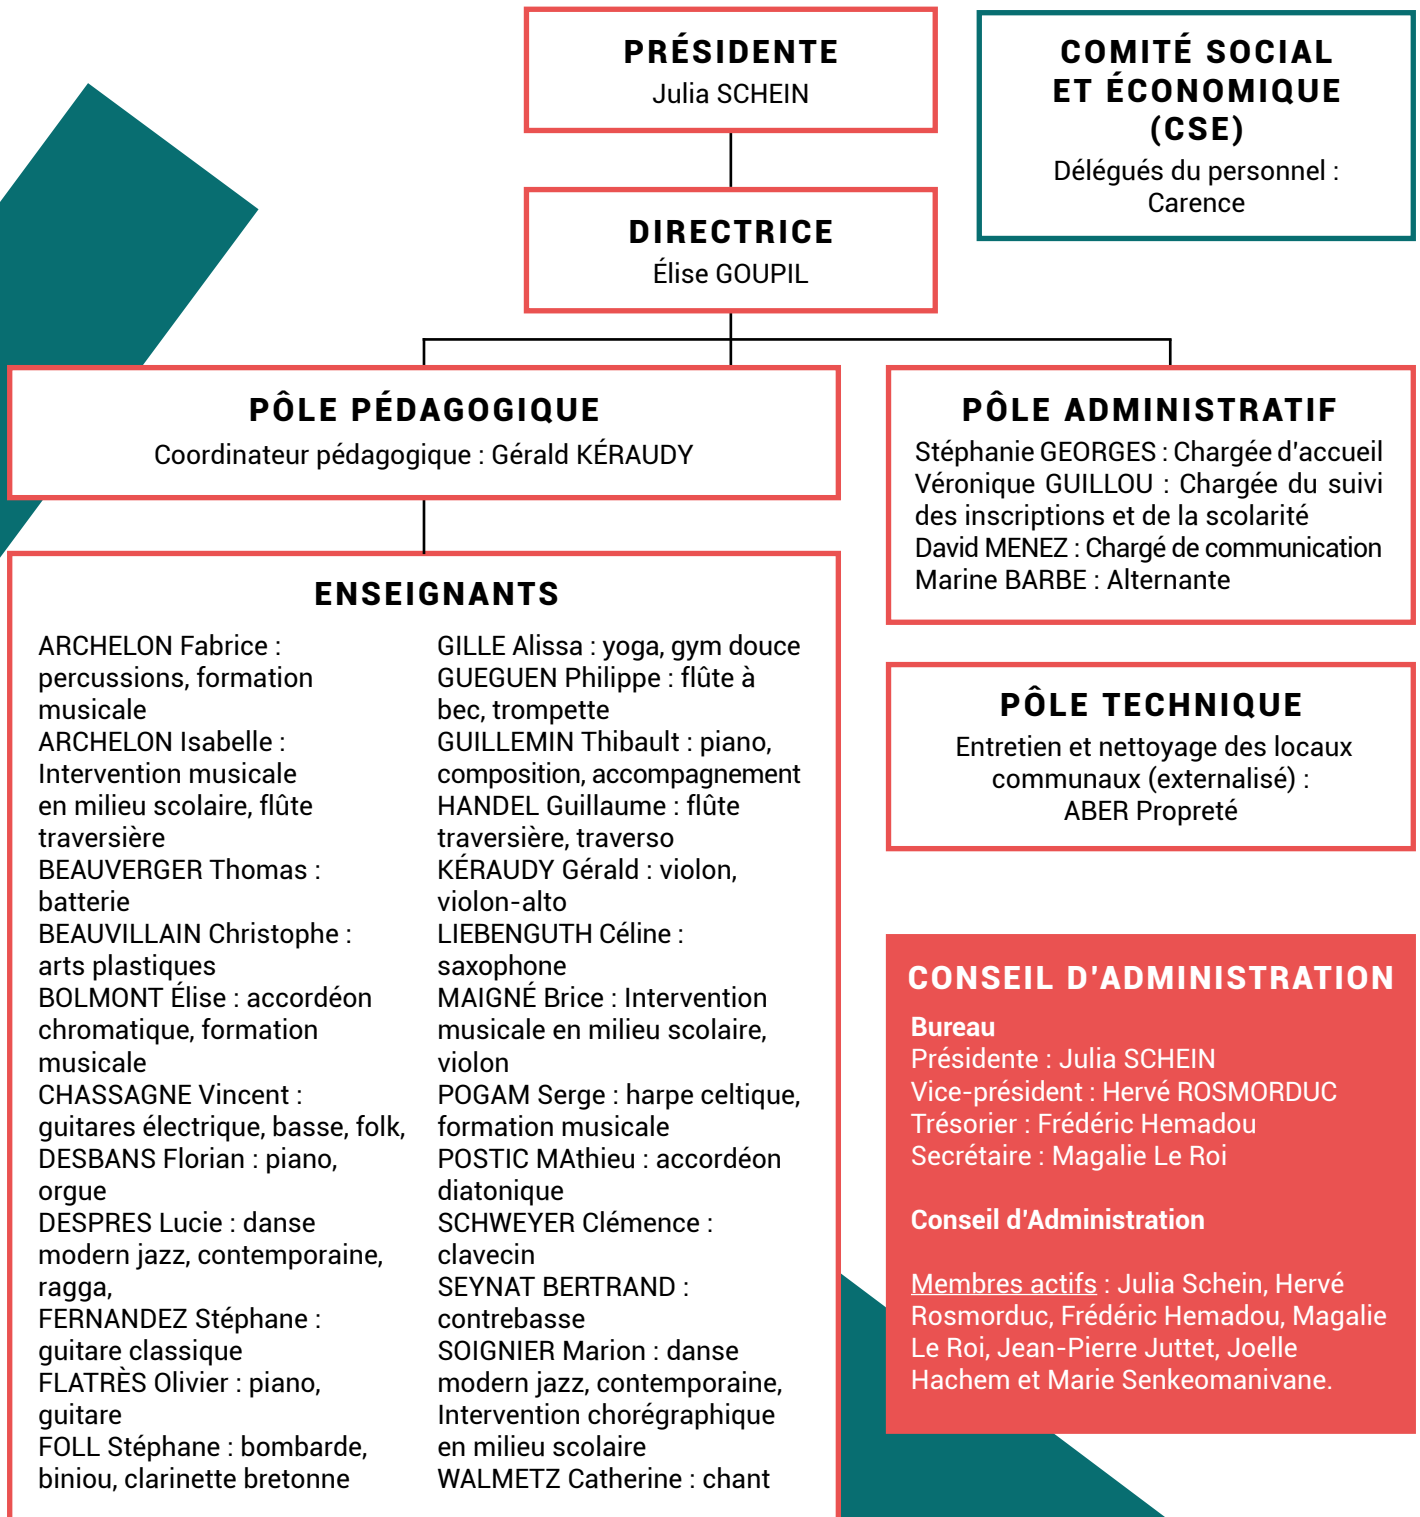 PRÉSIDENTE
Julia SCHEIN
COMITÉ SOCIAL
ET ÉCONOMIQUE
(CSE)
Délégués du personnel :
Carence
DIRECTRICE
Élise GOUPIL
PÔLE PÉDAGOGIQUE
Coordinateur pédagogique : Gérald KÉRAUDY
PÔLE ADMINISTRATIF
Stéphanie GEORGES : Chargée d'accueil
Véronique GUILLOU : Chargée du suivi
des inscriptions et de la scolarité
David MENEZ : Chargé de communication
Marine BARBE : Alternante
ENSEIGNANTS
ARCHELON Fabrice :
percussions, formation
musicale
ARCHELON Isabelle :
Intervention musicale
en milieu scolaire, flûte
traversière
BEAUVERGER Thomas :
batterie
BEAUVILLAIN Christophe :
arts plastiques
BOLMONT Élise : accordéon
chromatique, formation
musicale
CHASSAGNE Vincent :
guitares électrique, basse, folk,
DESBANS Florian : piano,
orgue
DESPRES Lucie : danse
modern jazz, contemporaine,
ragga,
FERNANDEZ Stéphane :
guitare classique
FLATRÈS Olivier : piano,
guitare
FOLL Stéphane : bombarde,
biniou, clarinette bretonne
GILLE Alissa : yoga, gym douce
GUEGUEN Philippe : flûte à
bec, trompette
GUILLEMIN Thibault : piano,
composition, accompagnement
HANDEL Guillaume : flûte
traversière, traverso
KÉRAUDY Gérald : violon,
violon-alto
LIEBENGUTH Céline :
saxophone
MAIGNÉ Brice : Intervention
musicale en milieu scolaire,
violon
POGAM Serge : harpe celtique,
formation musicale
POSTIC MAthieu : accordéon
diatonique
SCHWEYER Clémence :
clavecin
SEYNAT BERTRAND :
contrebasse
SOIGNIER Marion : danse
modern jazz, contemporaine,
Intervention chorégraphique
en milieu scolaire
WALMETZ Catherine : chant
PÔLE TECHNIQUE
Entretien et nettoyage des locaux
communaux (externalisé) :
ABER Propreté
CONSEIL D'ADMINISTRATION
Bureau
Présidente : Julia SCHEIN
Vice-président : Hervé ROSMORDUC
Trésorier : Frédéric Hemadou
Secrétaire : Magalie Le Roi
Conseil d'Administration
Membres actifs : Julia Schein, Hervé
Rosmorduc, Frédéric Hemadou, Magalie
Le Roi, Jean-Pierre Juttet, Joelle
Hachem et Marie Senkeomanivane.